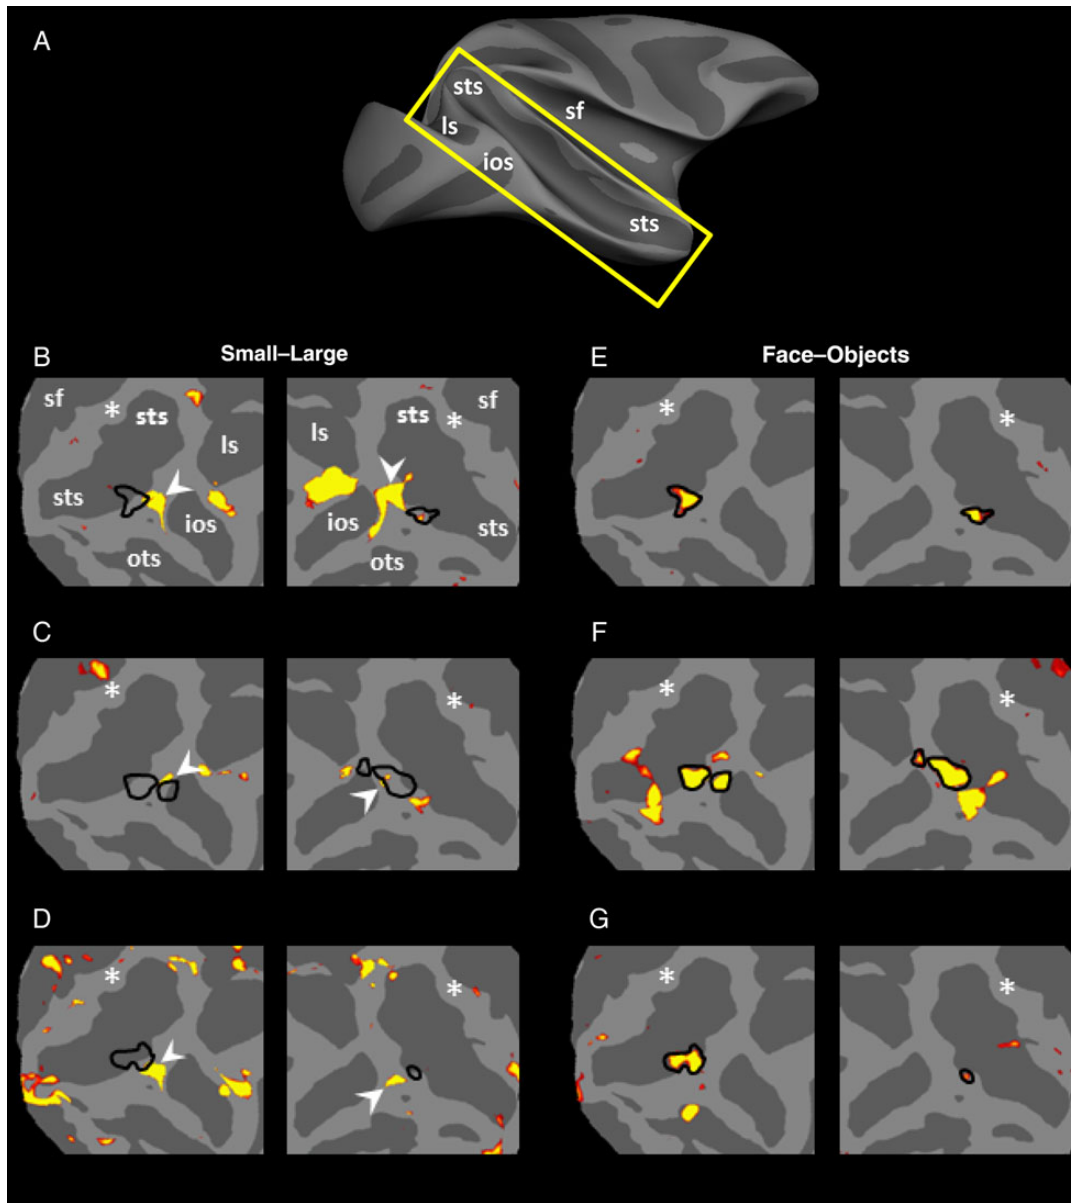 A
sts
sf
ls
ios
sts
B
Small–Large
E
Face–Objects
sf
*
sts
ls
sts
ios
ots
sts
sf
*
ls
ios
sts
ots
*
*
C
F
*
*
*
*
D
G
*
*
*
*